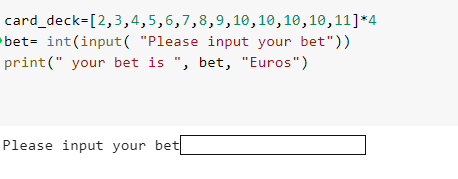 card_deck=[2,3,4,5,6,7,8,9,10,10,10,10,11]*4
bet= int(input( "Please input your bet"))
print(" your bet is ", bet, "Euros")
Please input your bet